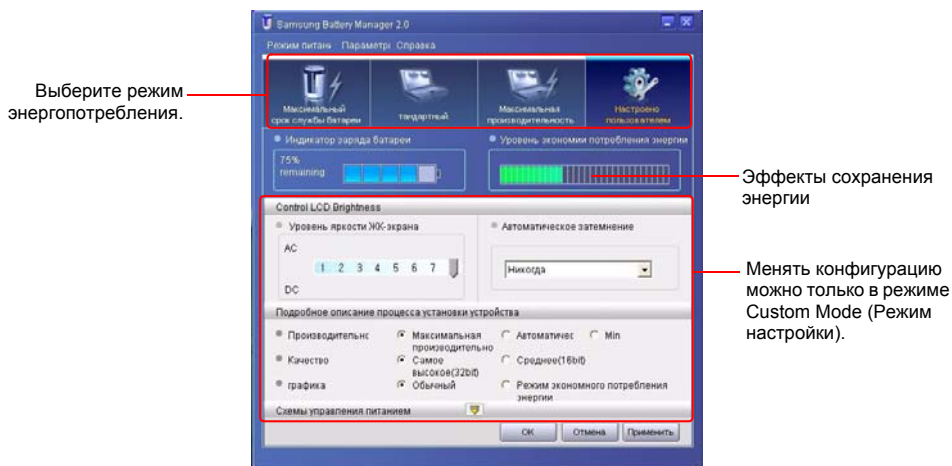 Samsung Battery Manager 2.0
Режим питани Параметрі Справка
Выберите режим
энергопотребления.
Максимальный
срок службы батареи
тандартный
Максимальная
производительность
Настроено
пользователем
Индикатор заряда батареи
Уровень экономии потребления энергии
75%
remaining
Эффекты сохранения
энергии
Control LCD Brightness
Уровень яркости ЖК-экрана
Автоматическое затемнение
AC
1 2 3 4 5 6 7
DC
Никогда
Менять конфигурацию
можно только в режиме
Custom Mode (Режим
настройки).
Подробное описание процесса установки устройства
Производительнс
Максимальная
производительно
Автоматичес
Min
Качество
Самое
высокое(32bit)
Среднее(16bit)
графика
Обычный
Режим экономного потребления
энергии
Схемы управления питанием
OK
Отмена
Применить